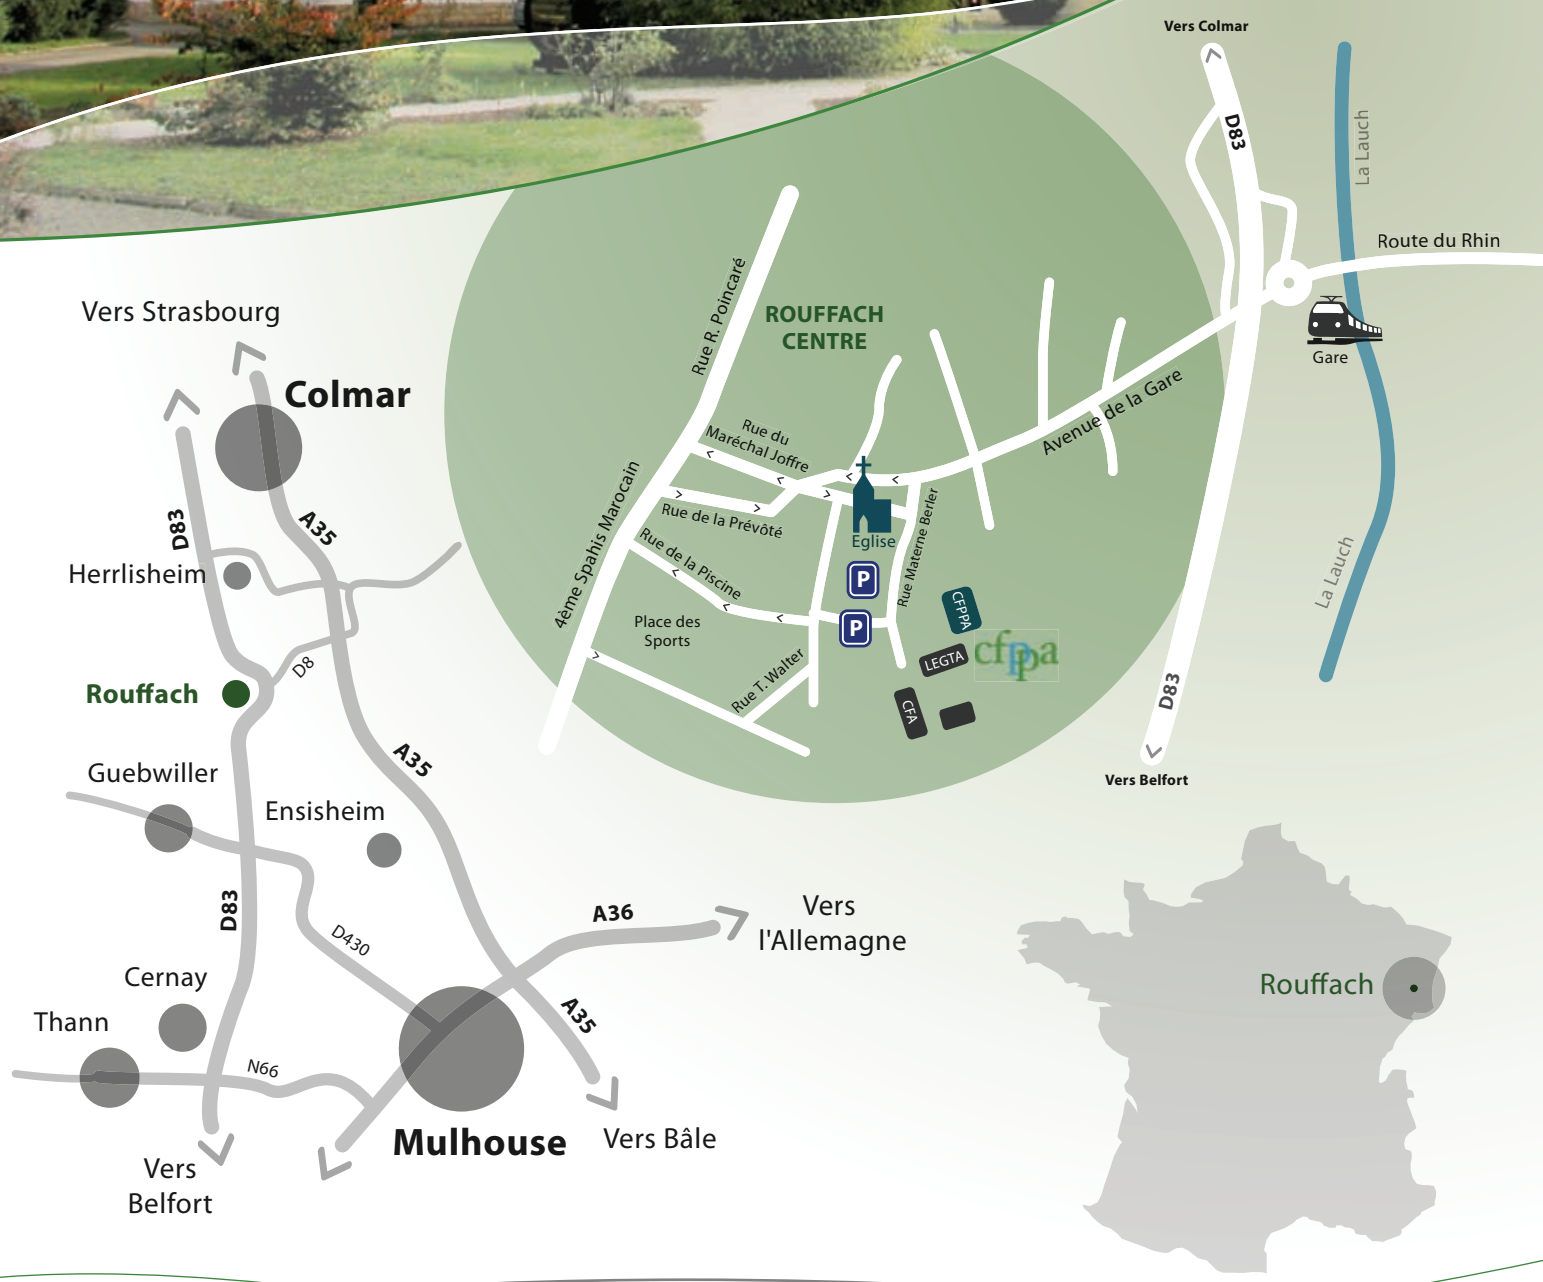 Vers Colmar
D83
La Lauch
Route du Rhin
Gare
Rue R. Poincaré
ROUFFACH
CENTRE
Avenue de la Gare
Rue du
Maréchal Joffre
4ème Spahis Marocain
Rue de la Prévôté
Eglise
Rue Materne Berler
Rue de la Piscine
P
P
Place des
Sports
Rue T. Walter
CFPPA
LEGTA
cfppa
CFA
La Lauch
D83
Vers Belfort
Vers Strasbourg
Colmar
D83
A35
Herrlisheim
D8
Rouffach
A35
Guebwiller
Ensisheim
D83
D430
A36
Vers
l'Allemagne
Cernay
Thann
N66
A35
Mulhouse
Vers Bâle
Vers
Belfort
Rouffach